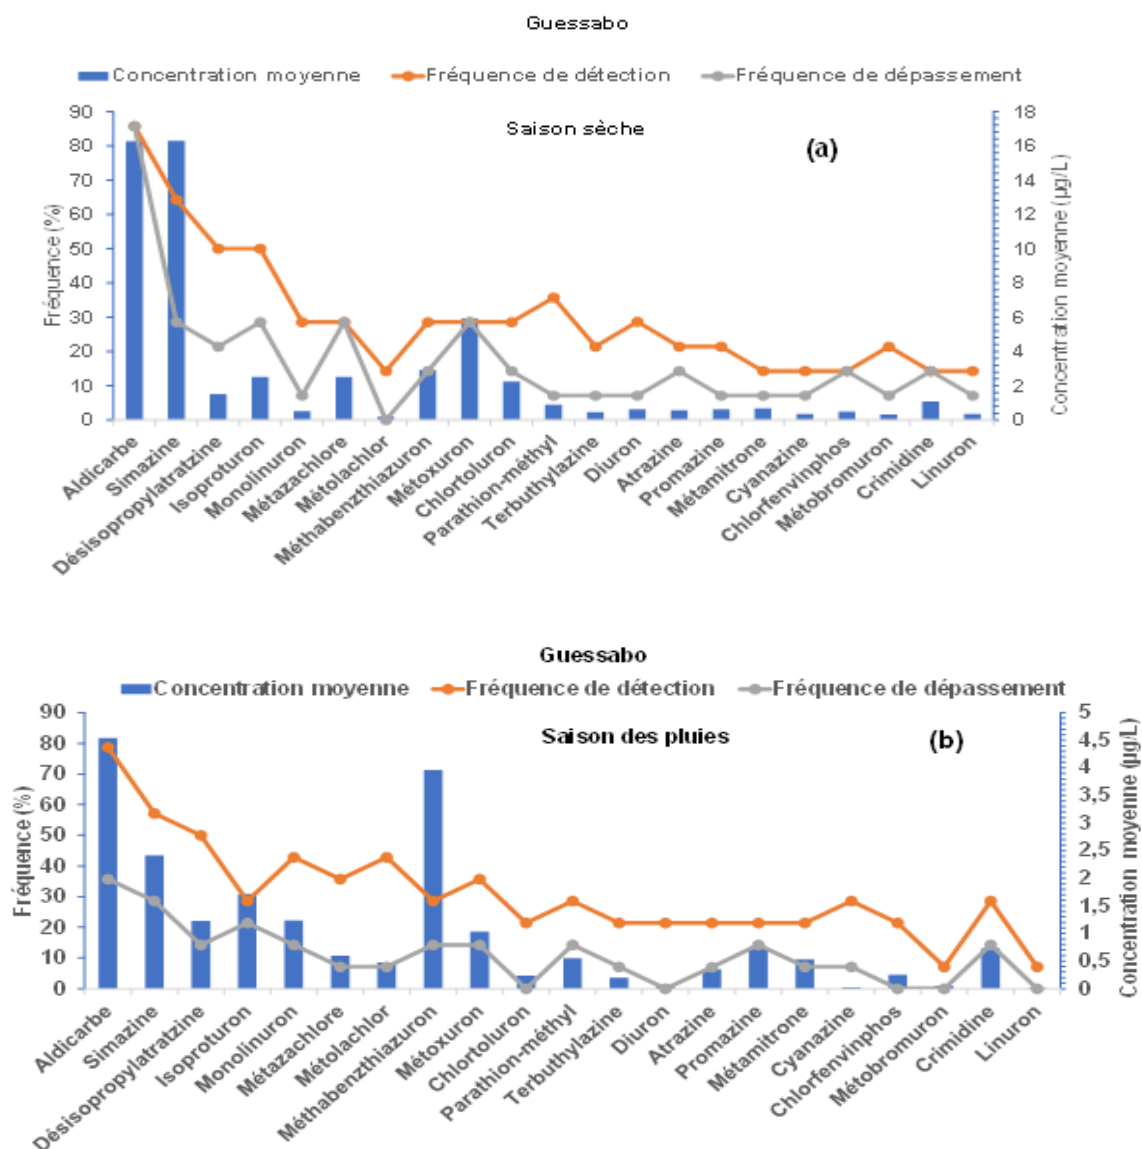 Guessabo
Concentration moyenne Fréquence de détection Fréquence de dépassement
Saison sèche
(a)
Fréquence (%)
90
80
70
60
50
40
30
20
10
0
Concentration moyenne (µg/L)
18
16
14
12
10
8
6
4
2
0
Aldicarbe
Simazine
Désisopropylatratzine
Isoproturon
Monolinuron
Métazachlore
Métolachlor
Méthabenzthiazuron
Métoxuron
Chlortoluron
Parathion-méthyl
Terbuthylazine
Diuron
Atrazine
Promazine
Métamitrone
Cyanazine
Chlorfenvinphos
Métobromuron
Crimidine
Linuron
Guessabo
Concentration moyenne Fréquence de détection Fréquence de dépassement
Saison des pluies
(b)
Fréquence (%)
90
80
70
60
50
40
30
20
10
0
Concentration moyenne (µg/L)
5
4,5
4
3,5
3
2,5
2
1,5
1
0,5
0
Aldicarbe
Simazine
Désisopropylatratzine
Isoproturon
Monolinuron
Métazachlore
Métolachlor
Méthabenzthiazuron
Métoxuron
Chlortoluron
Parathion-méthyl
Terbuthylazine
Diuron
Atrazine
Promazine
Métamitrone
Cyanazine
Chlorfenvinphos
Métobromuron
Crimidine
Linuron